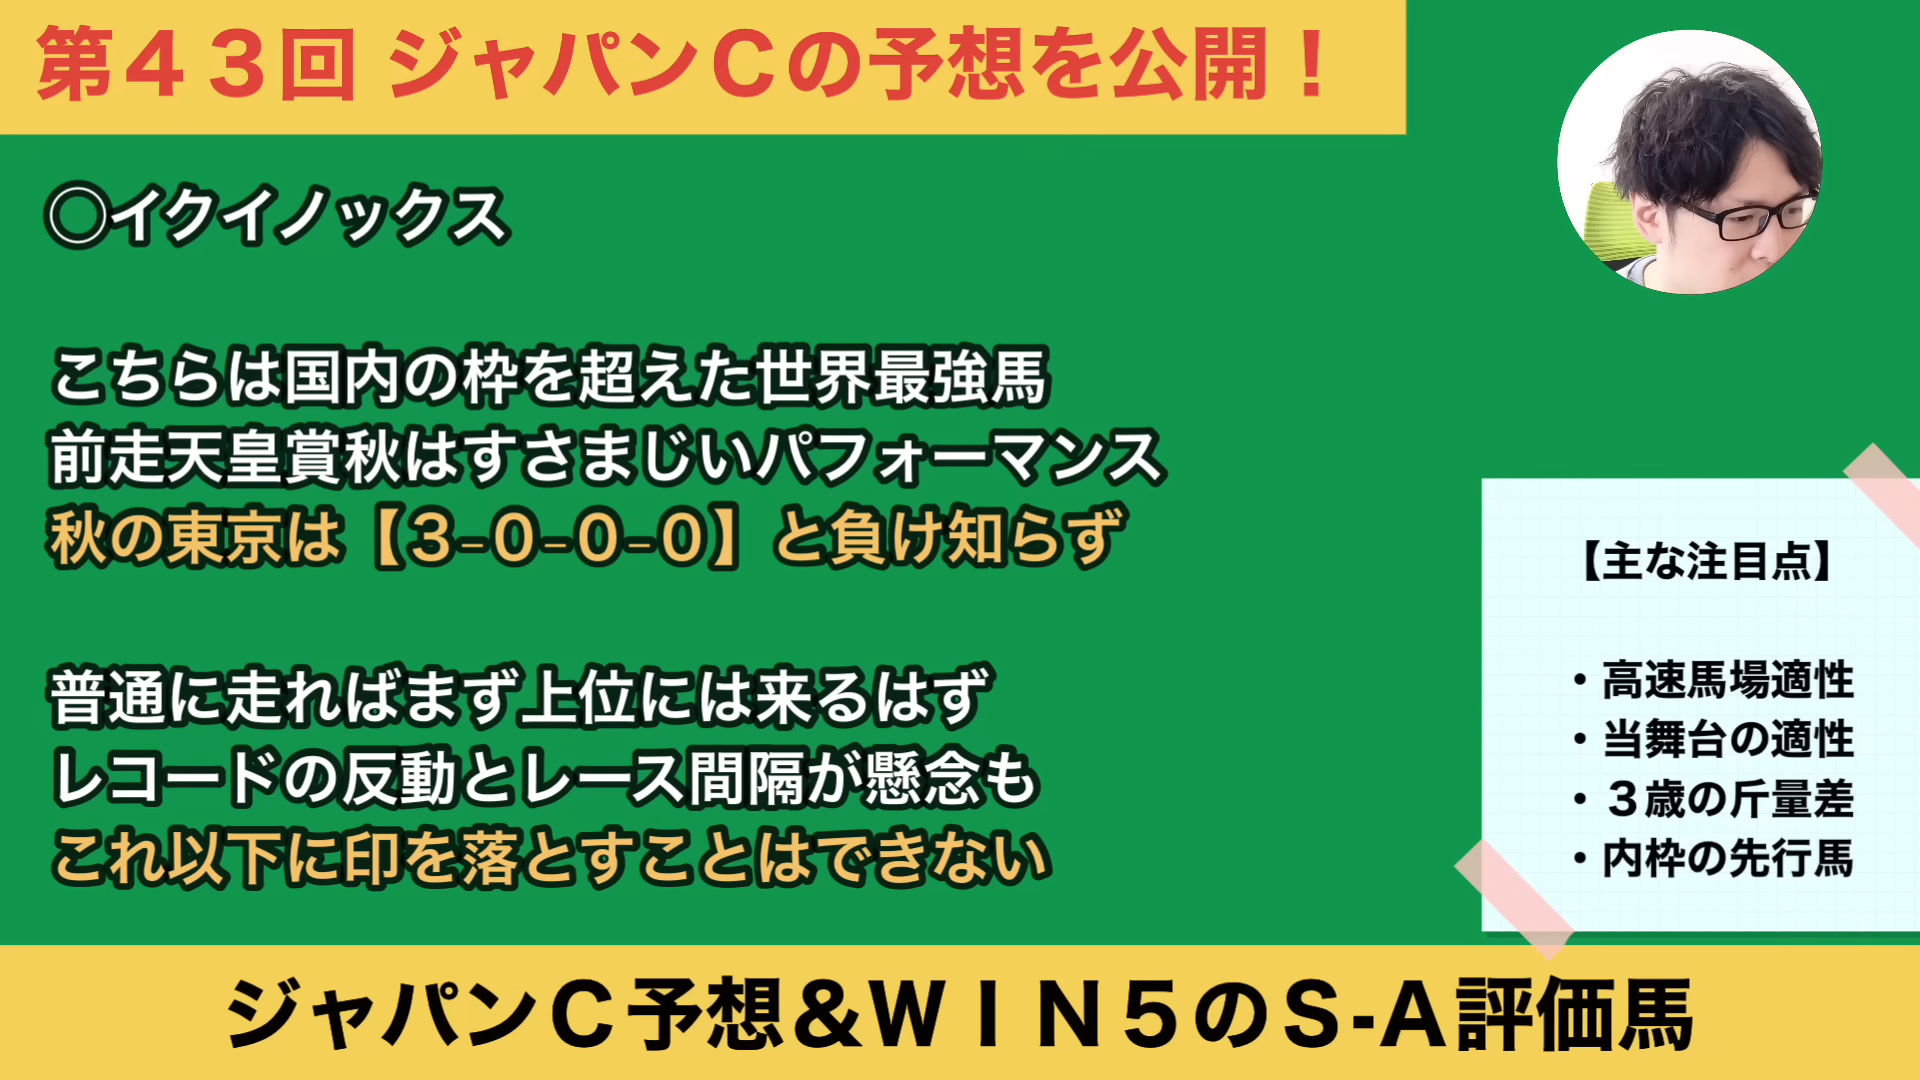 第４３回 ジャパンＣの予想を公開！
○イクイノックス
こちらは国内の枠を超えた世界最強馬
前走天皇賞秋はすさまじいパフォーマンス
秋の東京は【３-０-０-０】と負け知らず
普通に走ればまず上位には来るはず
レコードの反動とレース間隔が懸念も
これ以下に印を落とすことはできない
【主な注目点】
・高速馬場適性
・当舞台の適性
・３歳の斤量差
・内枠の先行馬
ジャパンＣ予想＆ＷＩＮ５のＳ-Ａ評価馬